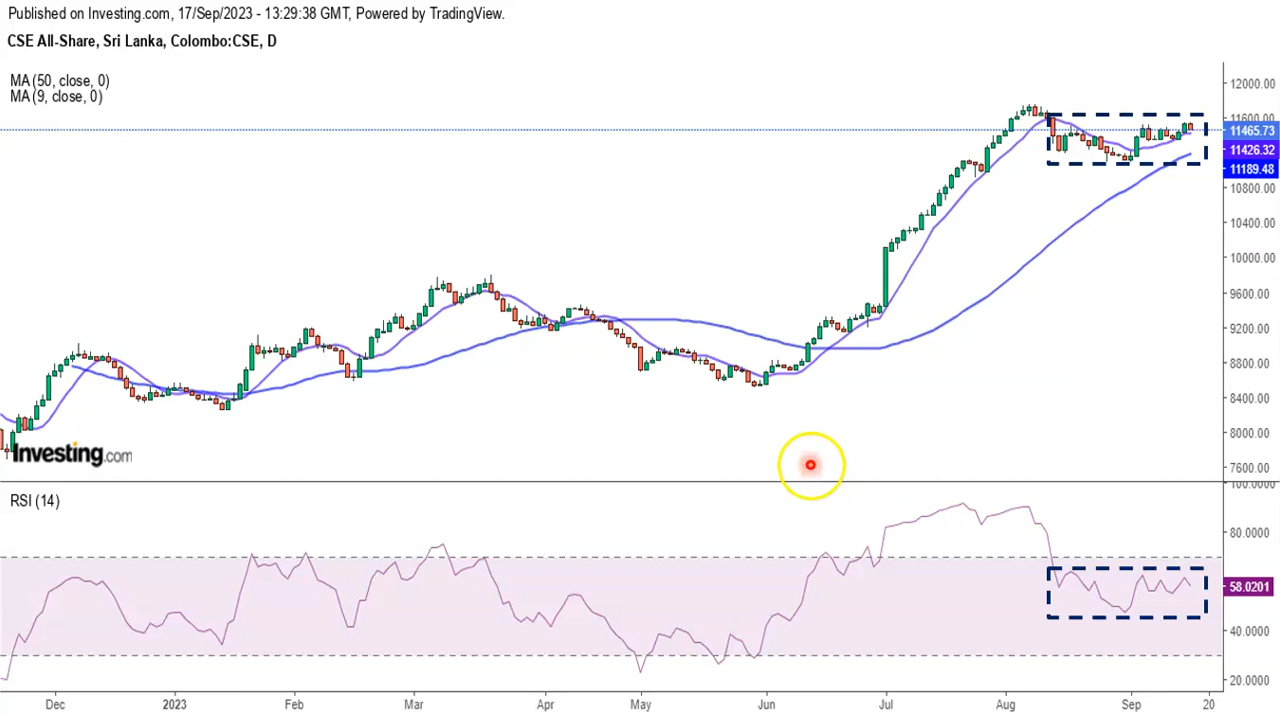 Published on Investing.com, 17/Sep/2023 - 13:29:38 GMT, Powered by TradingView.
CSE All-Share, Sri Lanka, Colombo:CSE, D
MA (50, close, 0)
MA (9, close, 0)
12000.00
11600.00
11465.73
11426.32
11189.48
10800.00
10400.00
10000.00
9600.00
9200.00
8800.00
8400.00
8000.00
7600.00
Investing.com
RSI (14)
100.0000
80.0000
58.0201
40.0000
20.0000
Dec 2023 Feb Mar Apr May Jun Jul Aug Sep 20